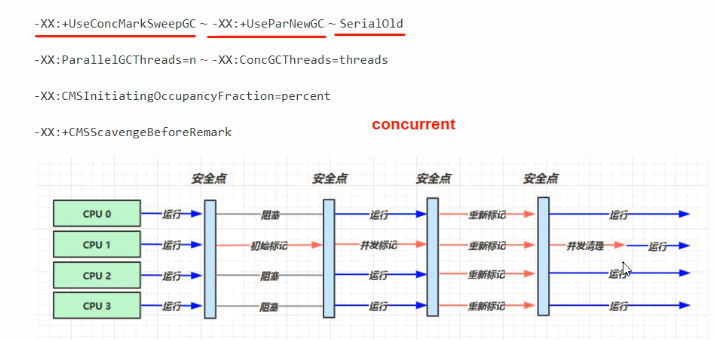 -XX:+UseConcMarkSweepGC ~ -XX:+UseParNewGC ~ SerialOld
-XX:ParallelGCThreads=n ~ -XX:ConcGCThreads=threads
-XX:CMSInitiatingOccupancyFraction=percent
-XX:+CMSScavengeBeforeRemark
concurrent
安全点 安全点 安全点 安全点
CPU 0 运行 阻塞 运行 重新标记 运行
CPU 1 运行 初始标记 并发标记 重新标记 并发清理 运行
CPU 2 运行 阻塞 运行 重新标记 运行
CPU 3 运行 阻塞 运行 重新标记 运行